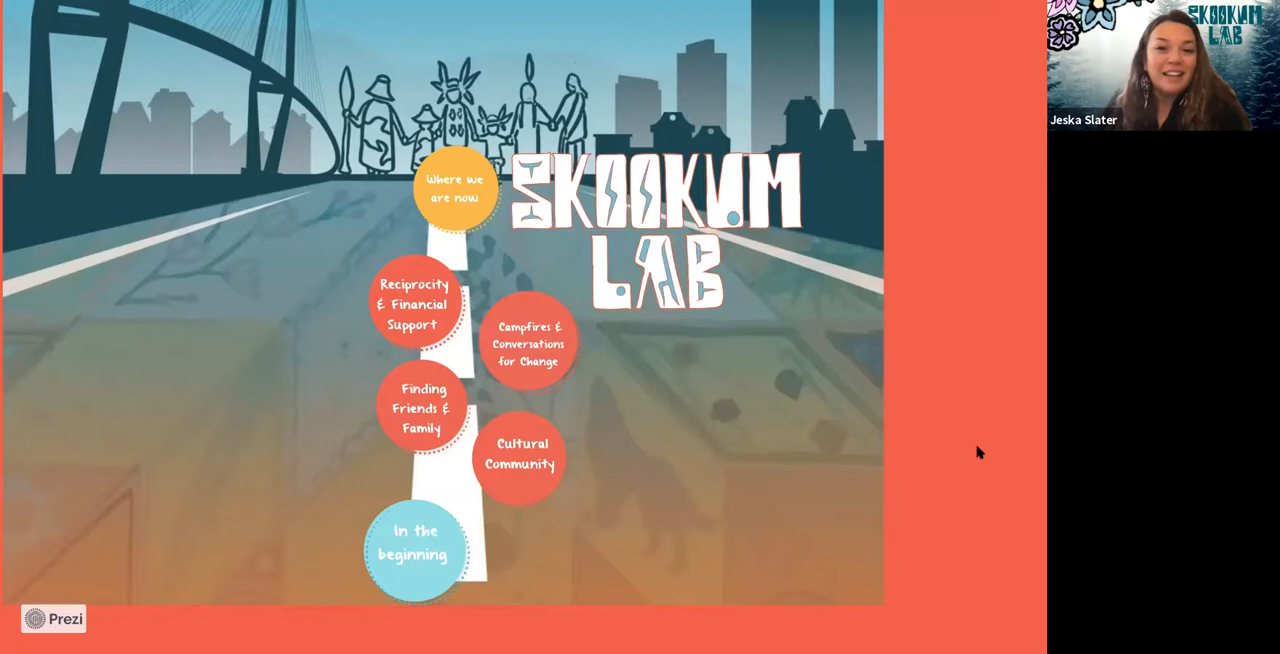 Where we
are now
SKOOKUM
LAB
Reciprocity
& Financial
Support
Campfires &
Conversations
for Change
Finding
Friends &
Family
Cultural
Community
In the
beginning
Prezi
SKOOKUM
LAB
Jeska Slater